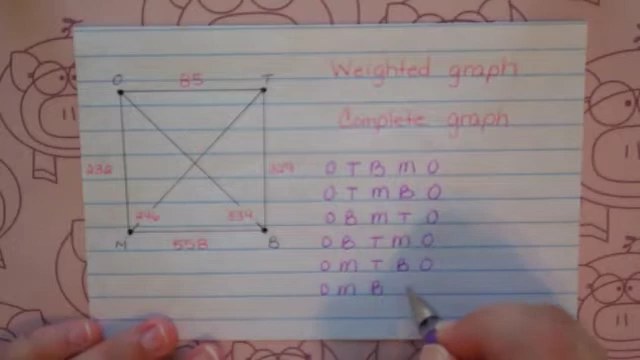 O 85 T
Weighted graph
Complete graph
O T B M O
O T M B O
O B M T O
O B T M O
O M T B O
O M B
M 558 B